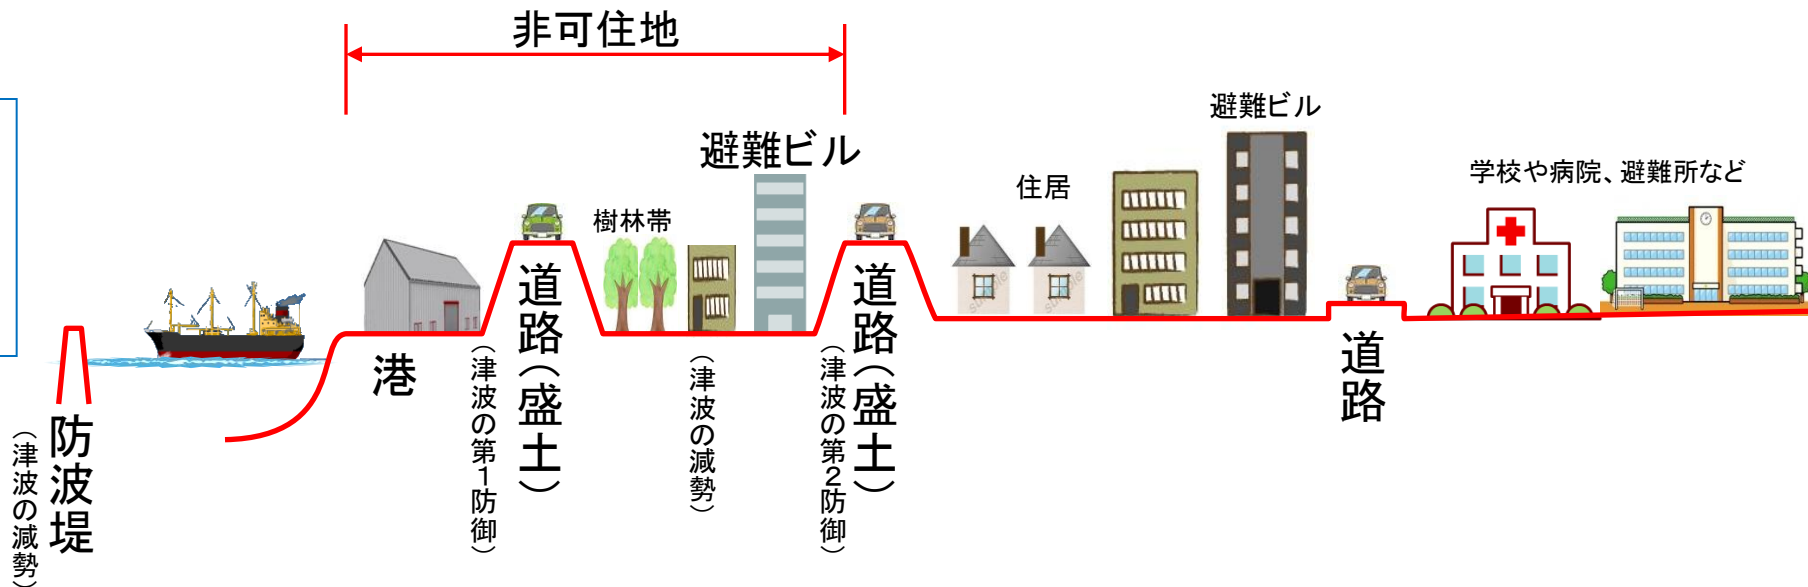 非可住地
避難ビル
避難ビル
学校や病院、避難所など
住居
樹林帯
道路（盛土）
（津波の第1防御）
道路（盛土）
（津波の第2防御）
（津波の減勢）
港
道路
防波堤
（津波の減勢）